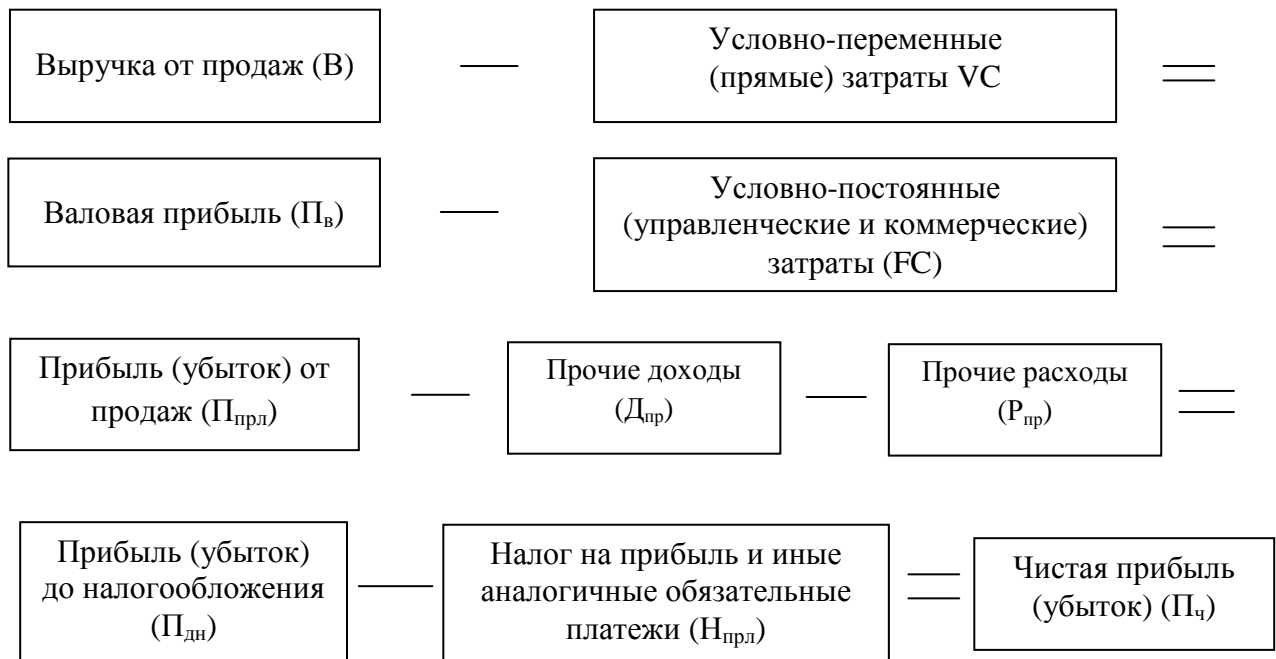 Выручка от продаж (В) — Условно-переменные
(прямые) затраты VC =
Валовая прибыль (Пв) — Условно-постоянные
(управленческие и коммерческие)
затраты (FC) =
Прибыль (убыток) от
продаж (Ппрл) — Прочие доходы
(Дпр) — Прочие расходы
(Рпр) =
Прибыль (убыток)
до налогообложения
(Пдн) — Налог на прибыль и иные
аналогичные обязательные
платежи (Нпрл) = Чистая прибыль
(убыток) (Пч)